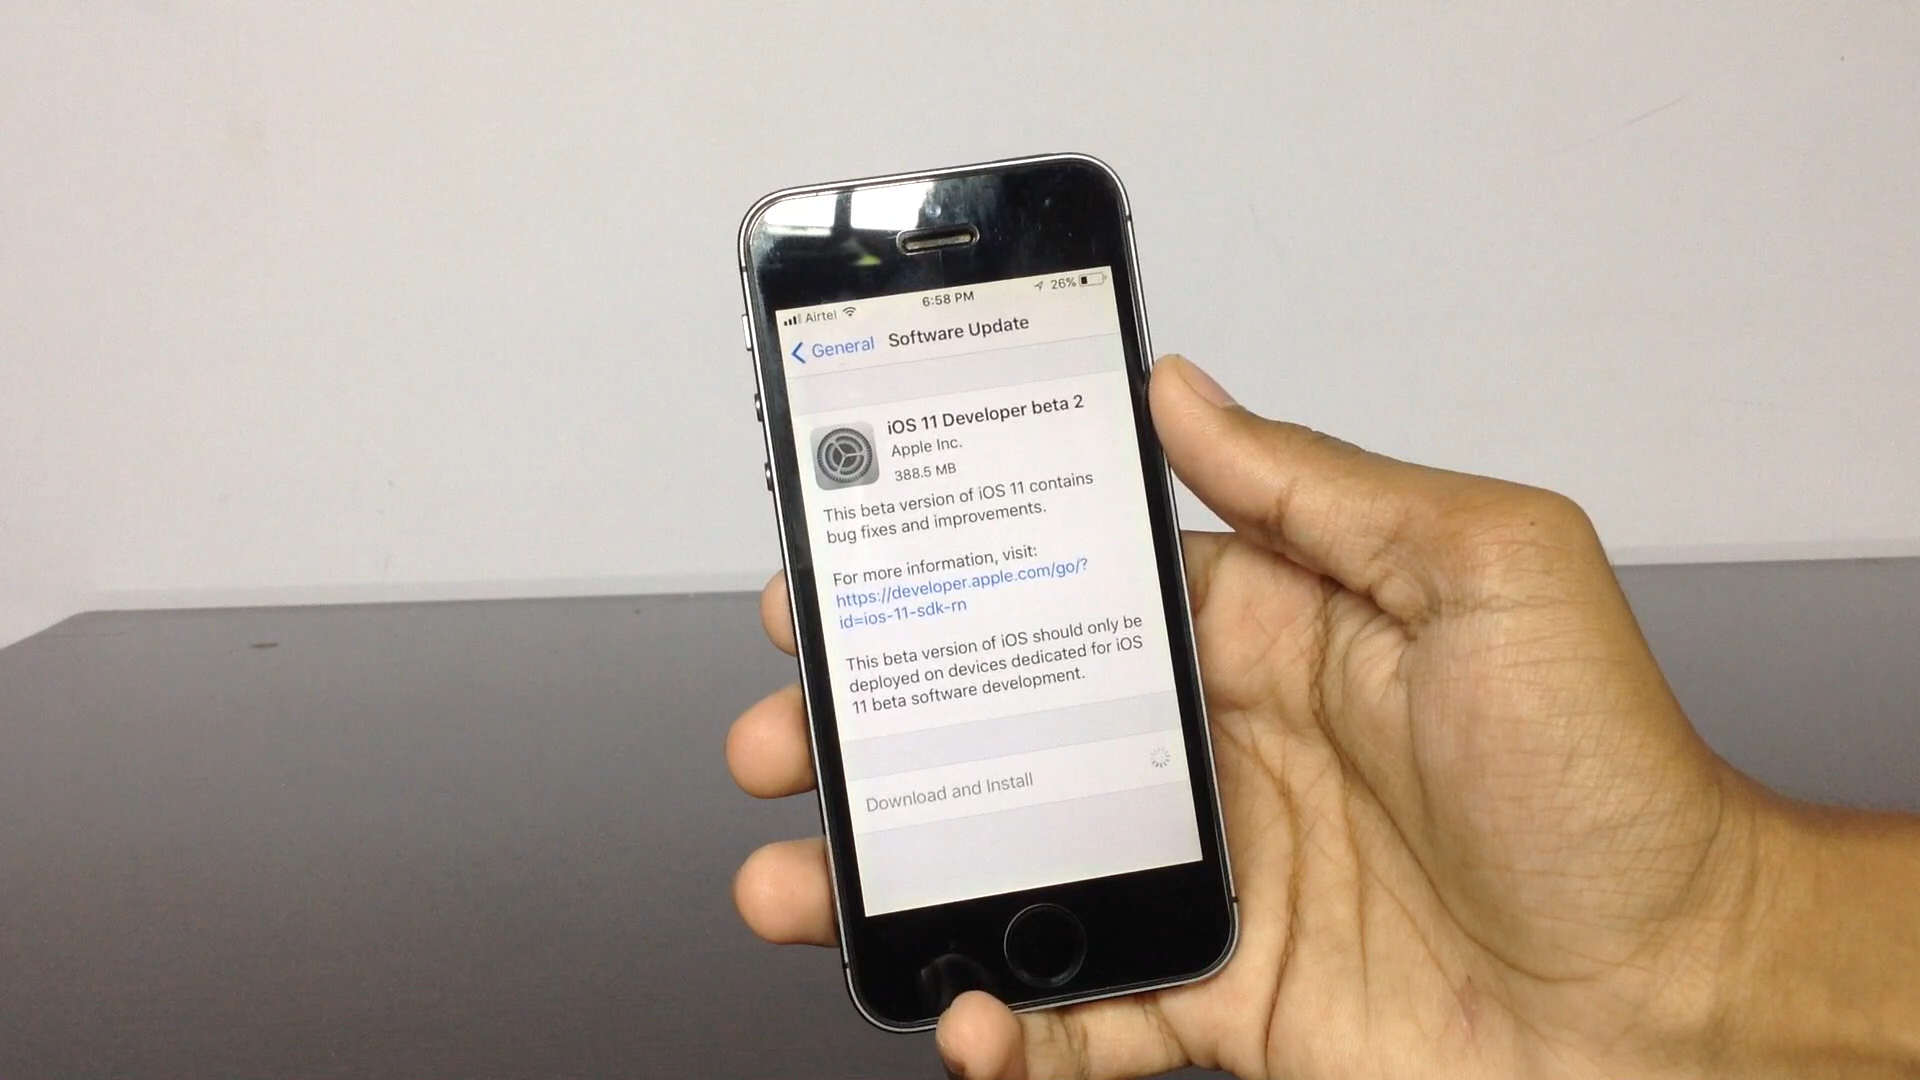 Airtel 6:58 PM 26%
General Software Update
iOS 11 Developer beta 2
Apple Inc.
388.5 MB
This beta version of iOS 11 contains
bug fixes and improvements.
For more information, visit:
https://developer.apple.com/go/?
id=ios-11-sdk-rn
This beta version of iOS should only be
deployed on devices dedicated for iOS
11 beta software development.
Download and Install